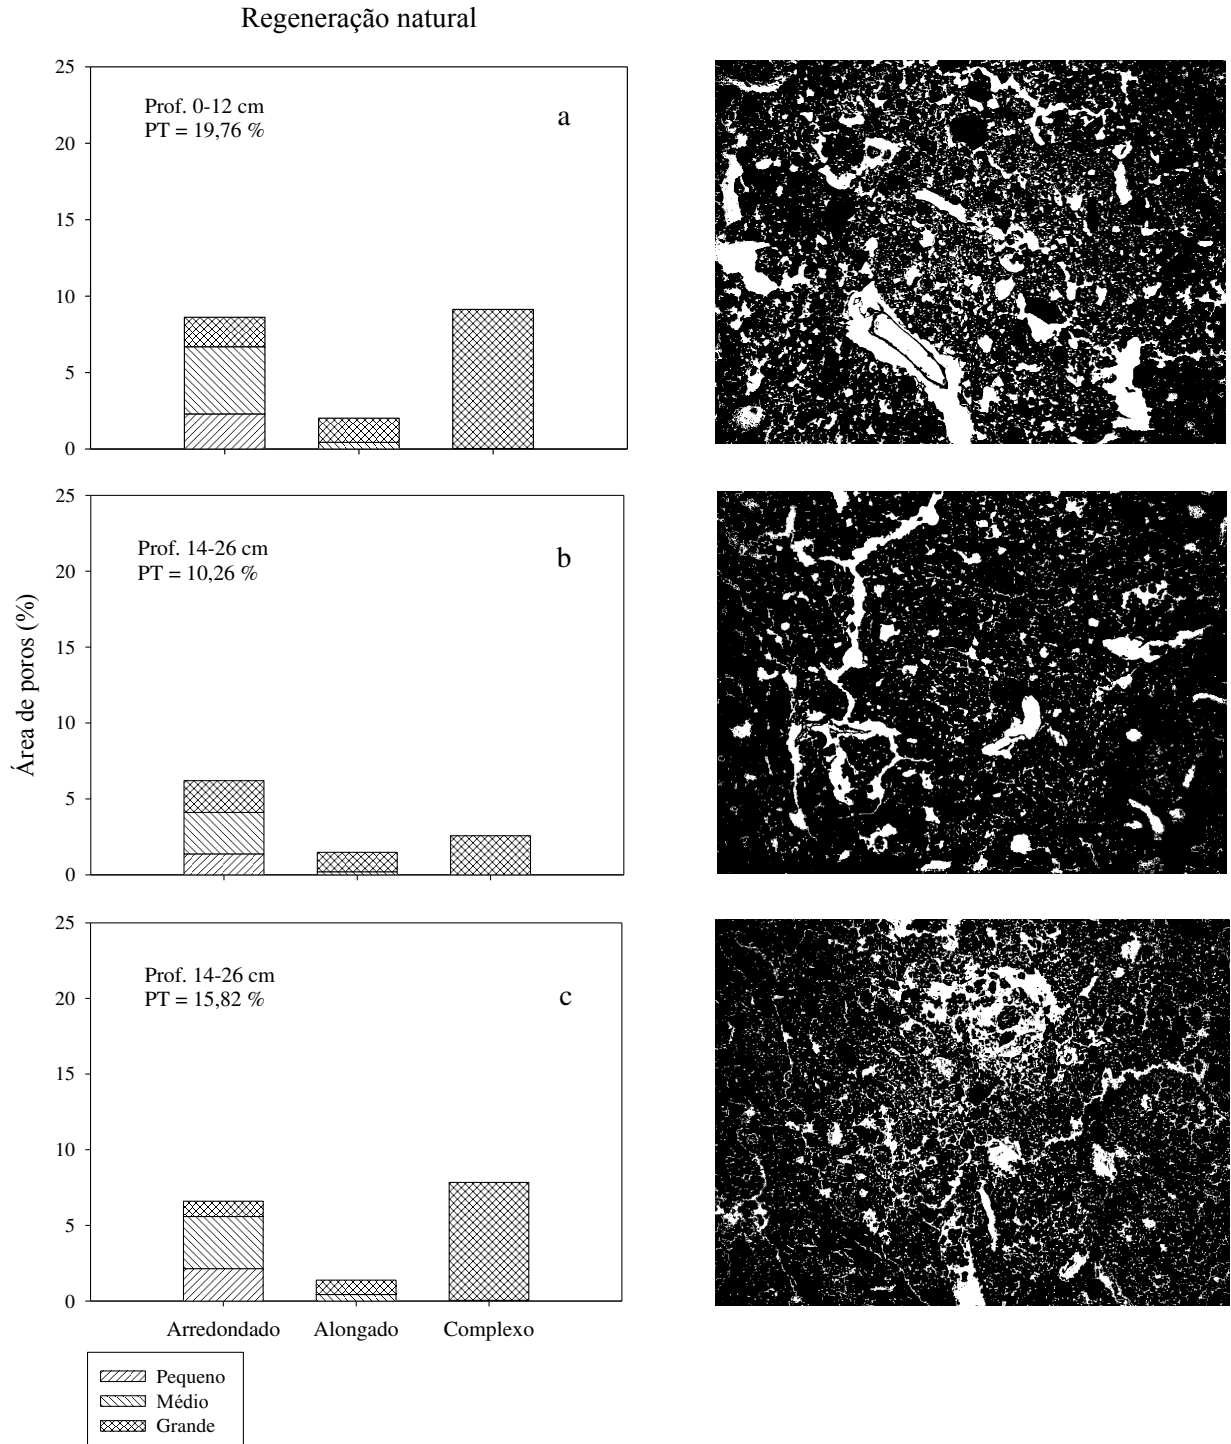 Regeneração natural
25
20
15
10
5
0
Prof. 0-12 cm
PT = 19,76 %
a
Área de poros (%)
25
20
15
10
5
0
Prof. 14-26 cm
PT = 10,26 %
b
25
20
15
10
5
0
Prof. 14-26 cm
PT = 15,82 %
c
Arredondado Alongado Complexo
Pequeno
Médio
Grande